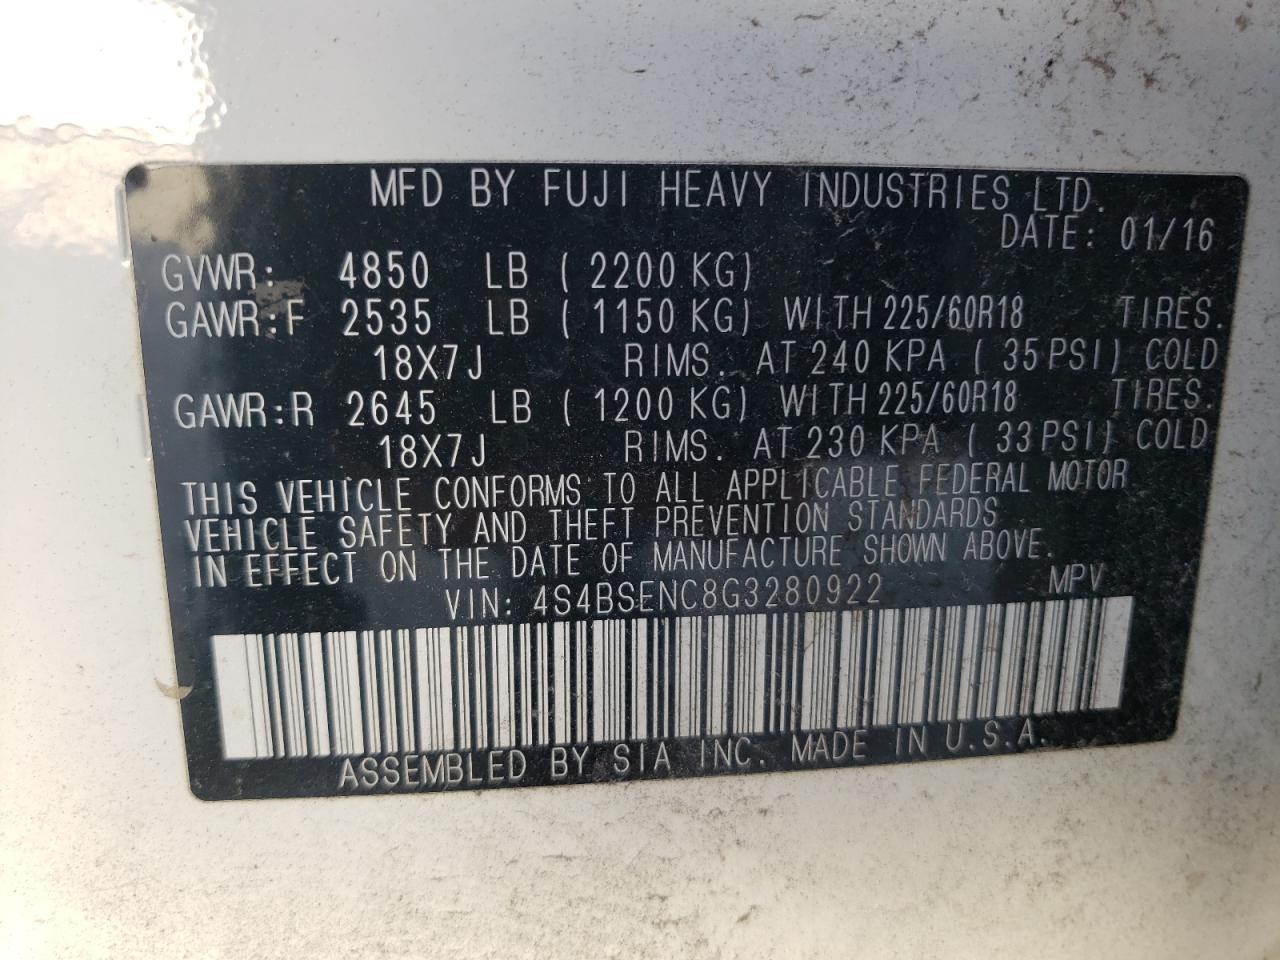 MFD BY FUJI HEAVY INDUSTRIES LTD.
DATE: 01/16
GVWR: 4850 LB ( 2200 KG)
GAWR:F 2535 LB ( 1150 KG) WITH 225/60R18 TIRES.
18X7J RIMS. AT 240 KPA ( 35 PSI) COLD
GAWR:R 2645 LB ( 1200 KG) WITH 225/60R18 TIRES.
18X7J RIMS. AT 230 KPA ( 33 PSI) COLD
THIS VEHICLE CONFORMS TO ALL APPLICABLE FEDERAL MOTOR
VEHICLE SAFETY AND THEFT PREVENTION STANDARDS
IN EFFECT ON THE DATE OF MANUFACTURE SHOWN ABOVE.
VIN: 4S4BSENC8G3280922 MPV
ASSEMBLED BY SIA INC. MADE IN U.S.A.